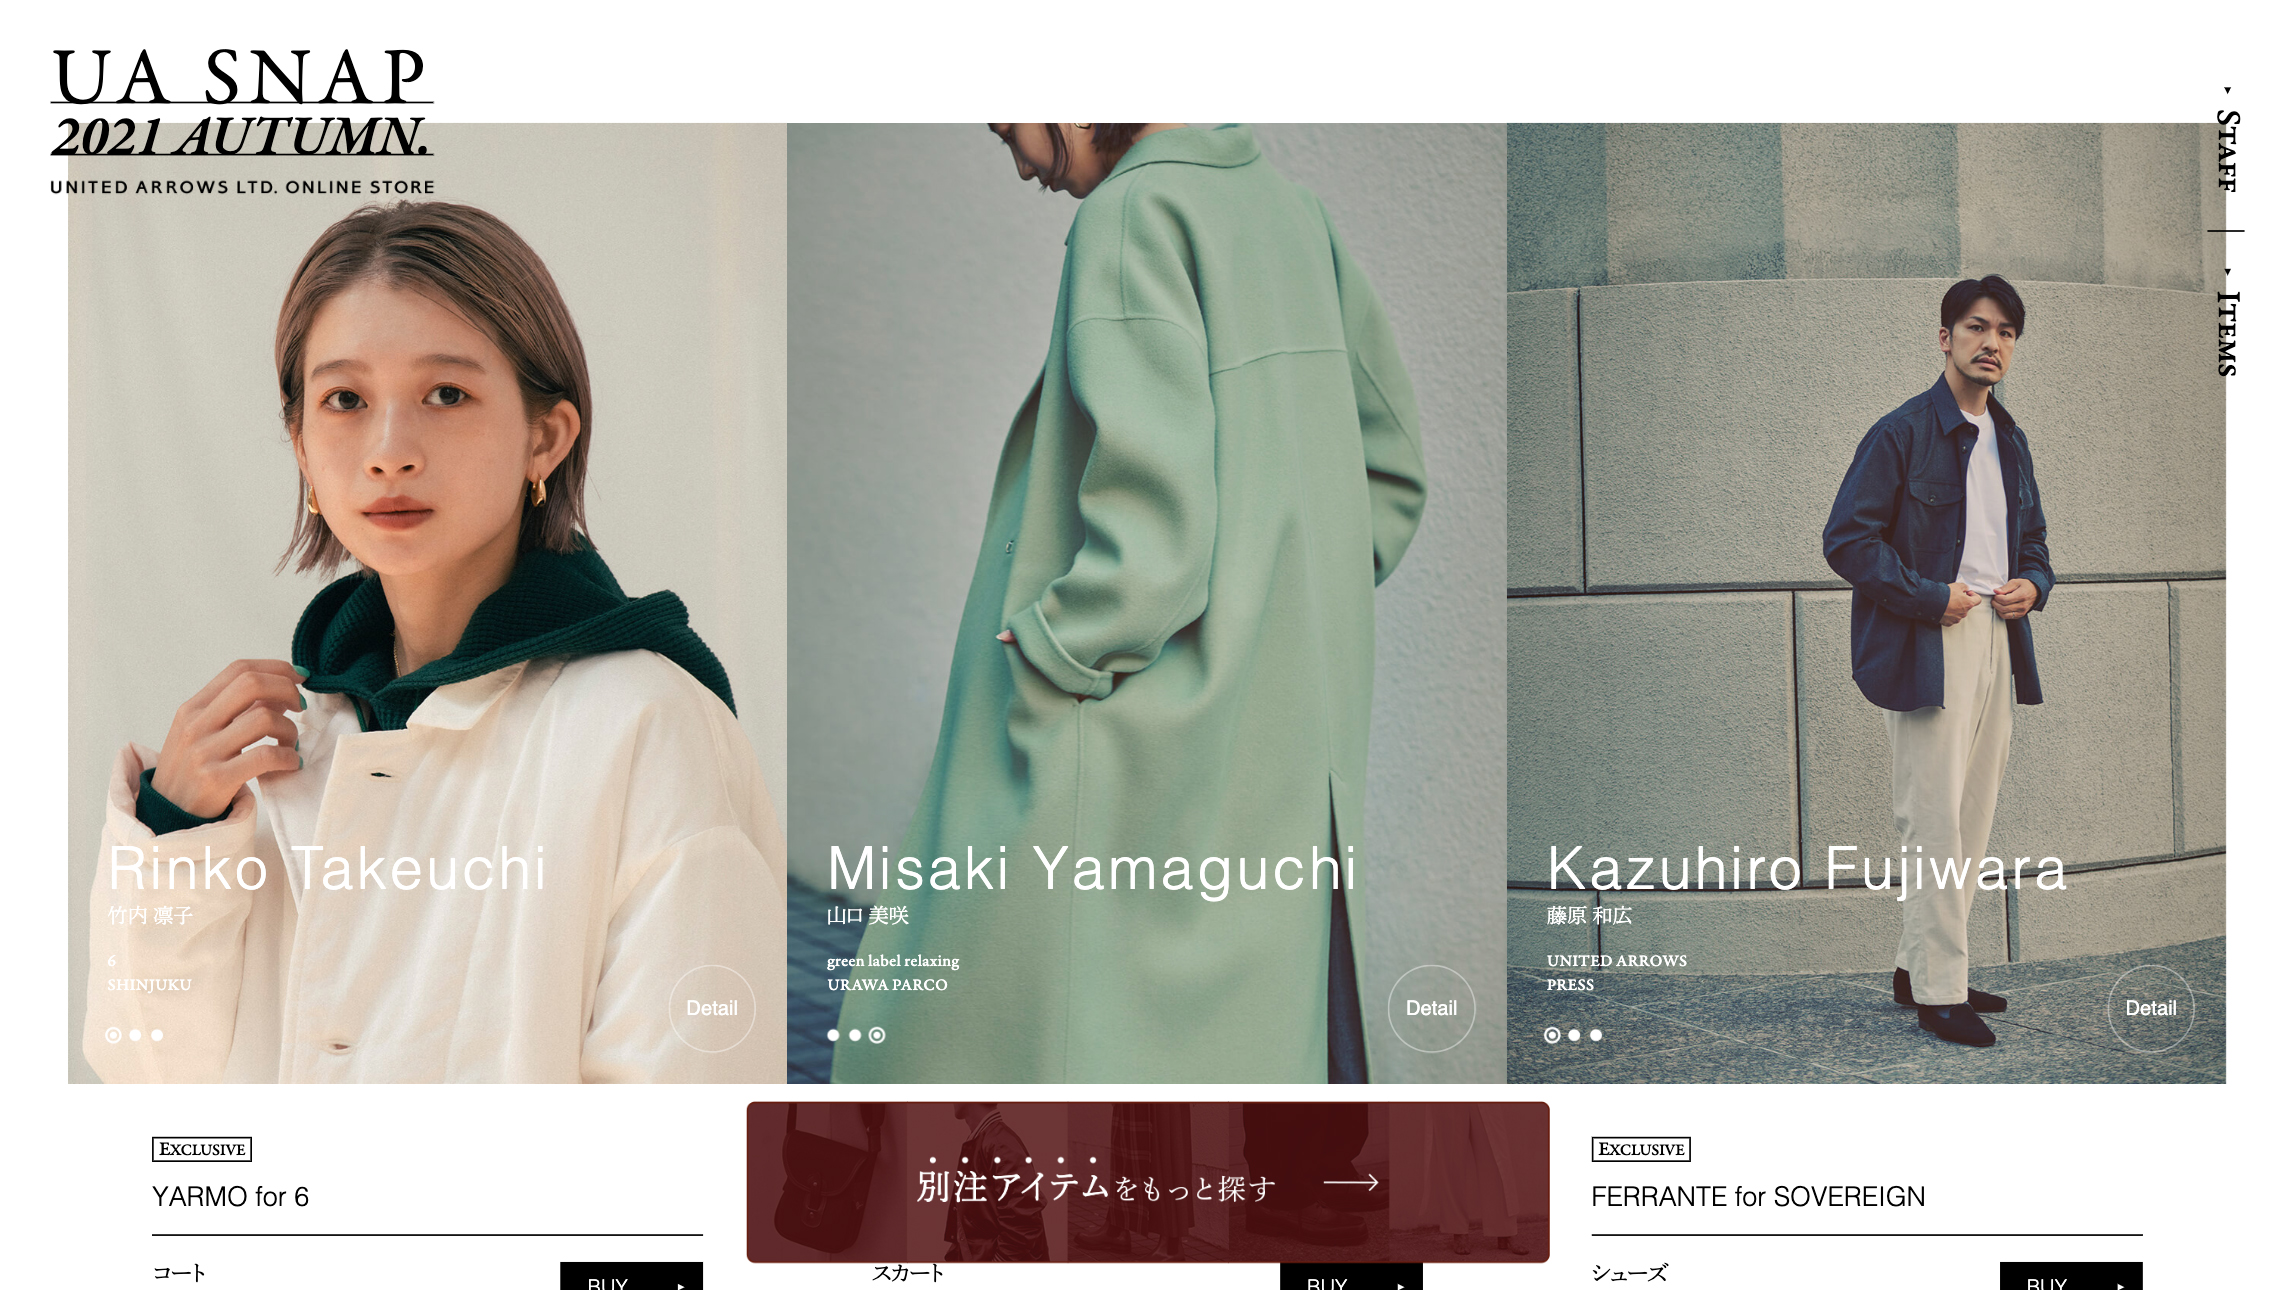 UA SNAP
2021 AUTUMN.
UNITED ARROWS LTD. ONLINE STORE
STAFF
ITEMS
Rinko Takeuchi
竹内 凛子
6
SHINJUKU
Detail
Misaki Yamaguchi
山口 美咲
green label relaxing
URAWA PARCO
Detail
Kazuhiro Fujiwara
藤原 和広
UNITED ARROWS
PRESS
Detail
EXCLUSIVE
YARMO for 6
コート
BUY
別注アイテムをもっと探す
スカート
BUY
EXCLUSIVE
FERRANTE for SOVEREIGN
シューズ
BUY